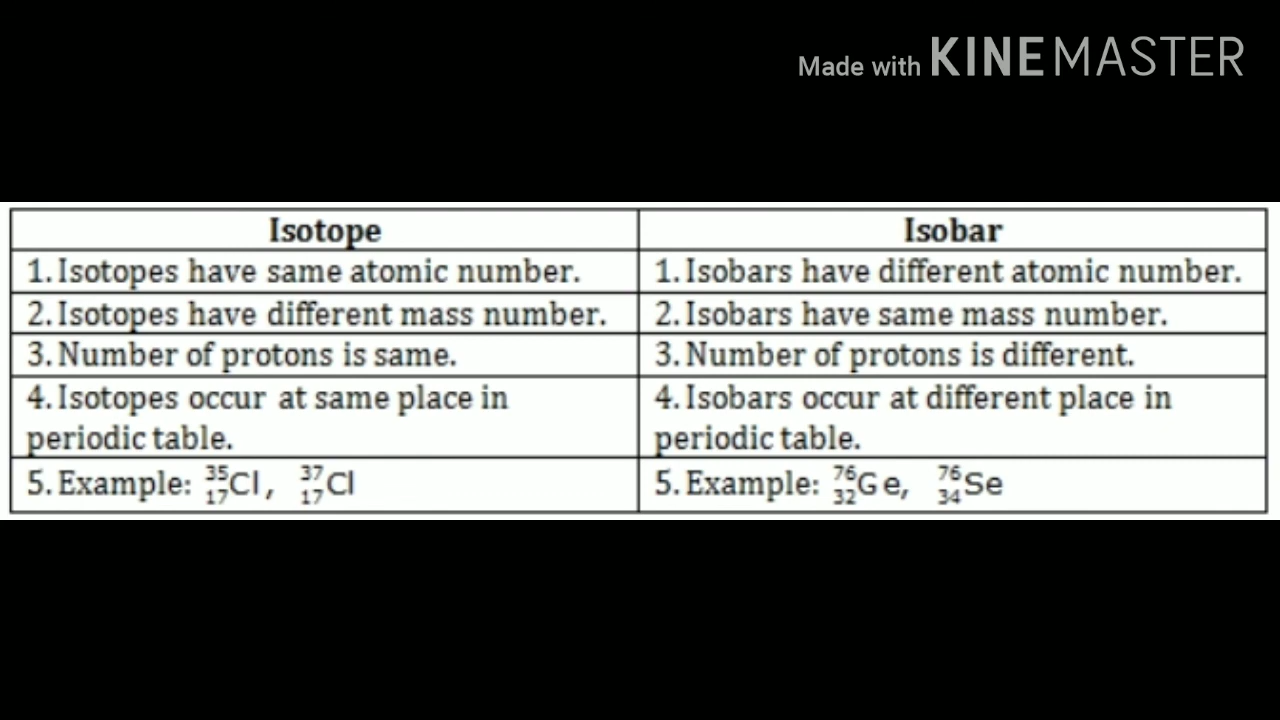 Made with KINEMASTER
Isotope
Isobar
1. Isotopes have same atomic number.
1. Isobars have different atomic number.
2. Isotopes have different mass number.
2. Isobars have same mass number.
3. Number of protons is same.
3. Number of protons is different.
4. Isotopes occur at same place in
periodic table.
4. Isobars occur at different place in
periodic table.
5. Example: ³⁵₁₇Cl, ³⁷₁₇Cl
5. Example: ⁷⁶₃₂Ge, ⁷⁶₃₄Se